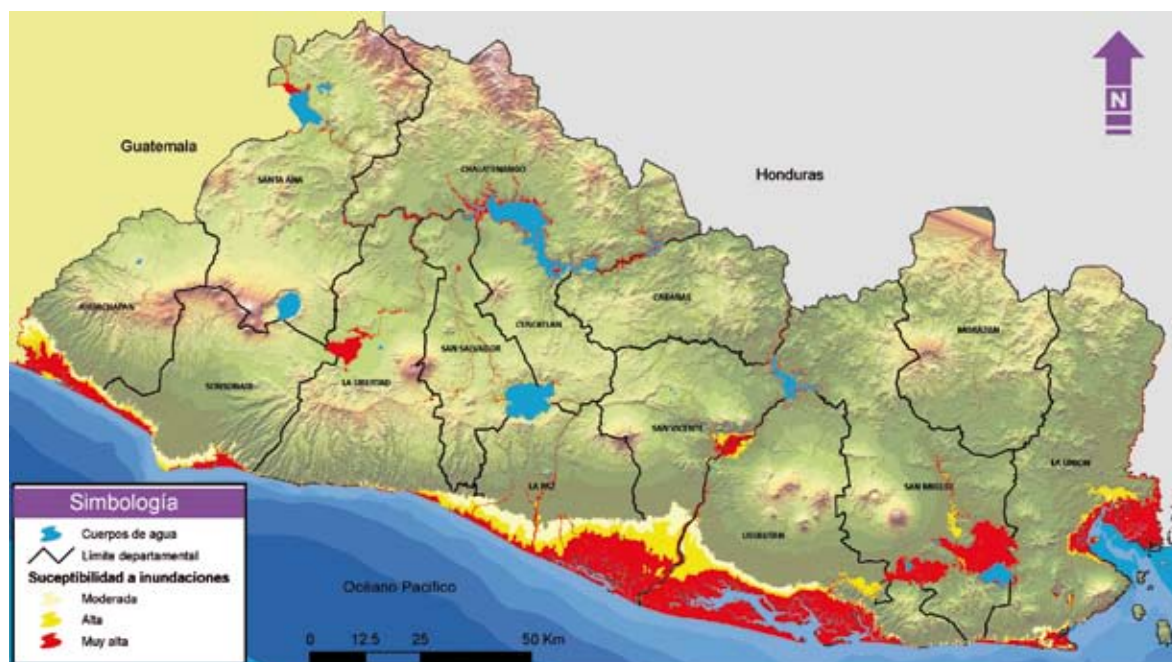 N
Guatemala
Honduras
SANTA ANA
CHALATENANGO
AHUACHAPAN
SONSONATE
LA LIBERTAD
SAN SALVADOR
CUSCATLAN
CABAÑAS
MORAZAN
SAN VICENTE
LA PAZ
USULUTAN
SAN MIGUEL
LA UNION
Océano Pacífico
Simbología
Cuerpos de agua
Límite departamental
Suceptibilidad a inundaciones
Moderada
Alta
Muy alta
0 12.5 25 50 Km